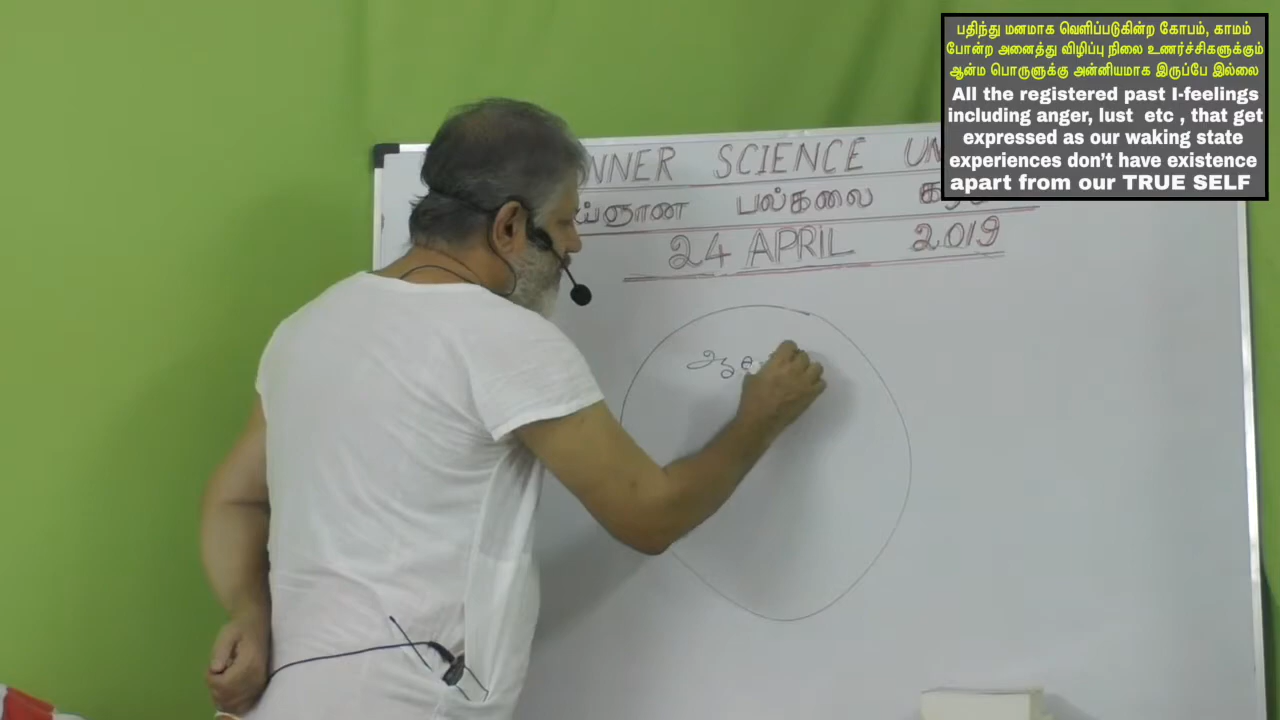 பதிந்து மனமாக வெளிப்படுகின்ற கோபம், காமம்
போன்ற அனைத்து விழிப்பு நிலை உணர்ச்சிகளுக்கும்
ஆன்ம பொருளுக்கு அன்னியமாக இருப்பே இல்லை
All the registered past I-feelings
including anger, lust etc , that get
expressed as our waking state
experiences don't have existence
apart from our TRUE SELF
NNER SCIENCE UN
ய்ஞான பல்கலை
24 APRIL 2019